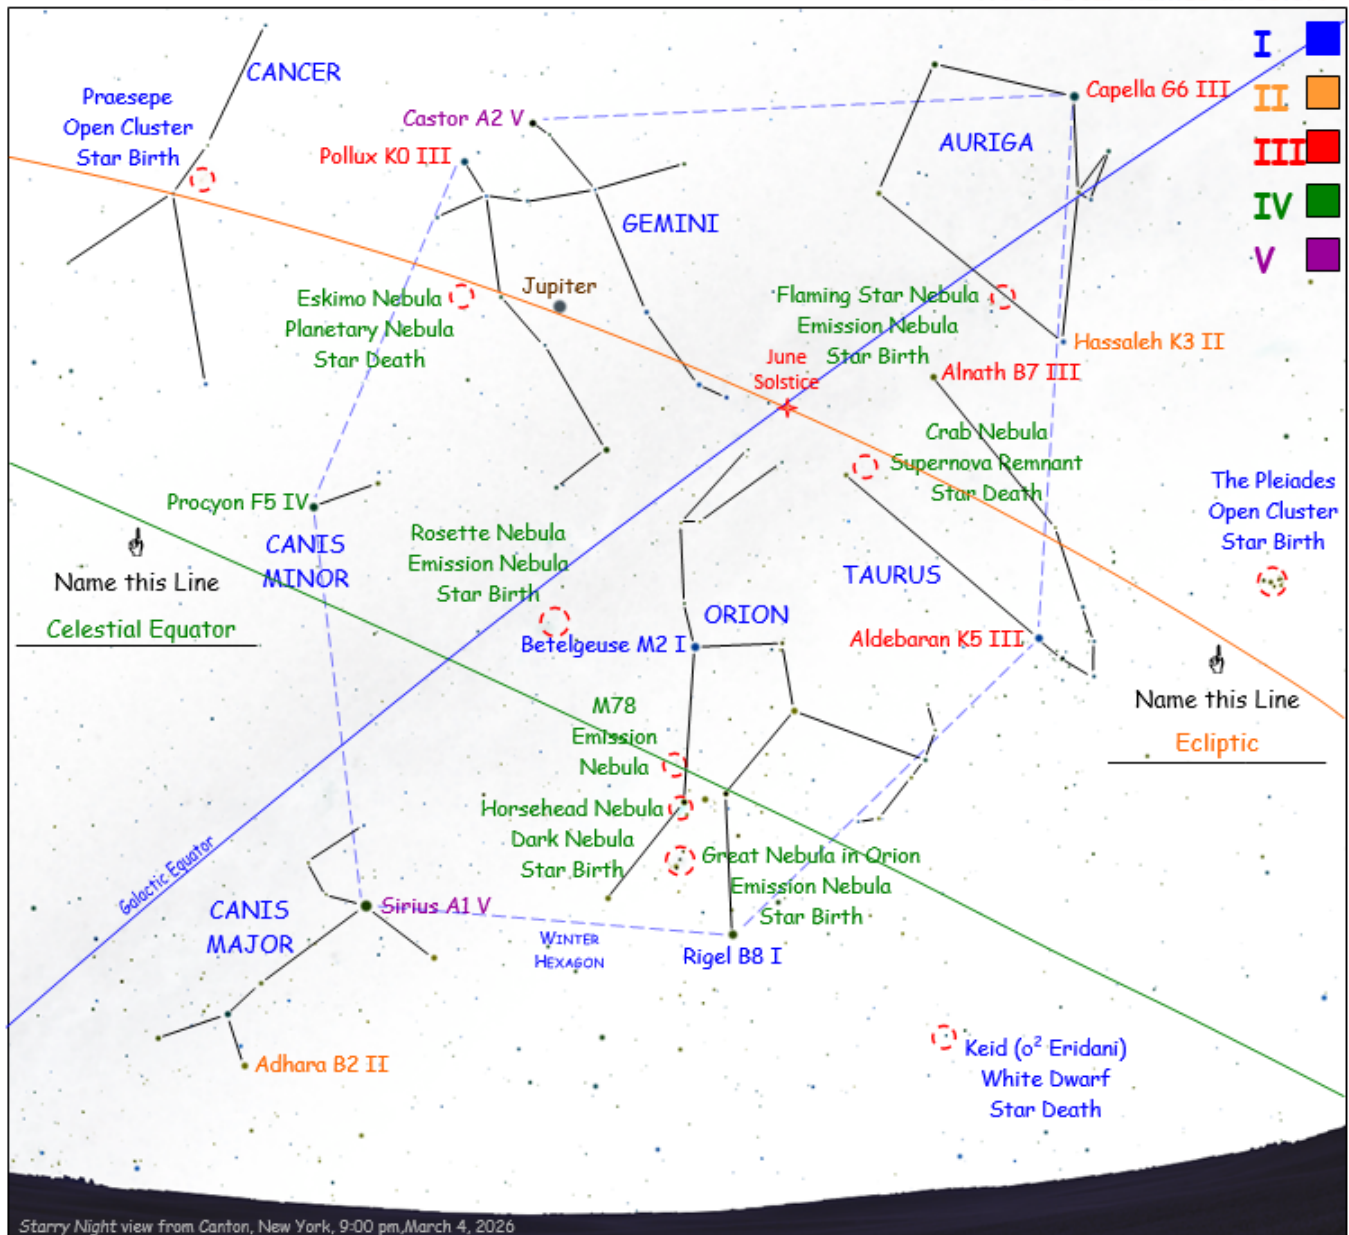 CANCER
Praesepe
Open Cluster
Star Birth
Castor A2 V
Pollux K0 III
GEMINI
Capella G6 III
AURIGA
I
II
III
IV
V
Eskimo Nebula
Planetary Nebula
Star Death
Jupiter
Flaming Star Nebula
Emission Nebula
Star Birth
June
Solstice
Hassaleh K3 II
Alnath B7 III
Crab Nebula
Supernova Remnant
Star Death
The Pleiades
Open Cluster
Star Birth
Procyon F5 IV
CANIS
MINOR
Name this Line
Celestial Equator
Rosette Nebula
Emission Nebula
Star Birth
TAURUS
ORION
Betelgeuse M2 I
Aldebaran K5 III
Name this Line
Ecliptic
M78
Emission
Nebula
Horsehead Nebula
Dark Nebula
Star Birth
Great Nebula in Orion
Emission Nebula
Star Birth
Galactic Equator
CANIS
MAJOR
Sirius A1 V
WINTER
HEXAGON
Rigel B8 I
Adhara B2 II
Keid (o² Eridani)
White Dwarf
Star Death
Starry Night view from Canton, New York, 9:00 pm,March 4, 2026